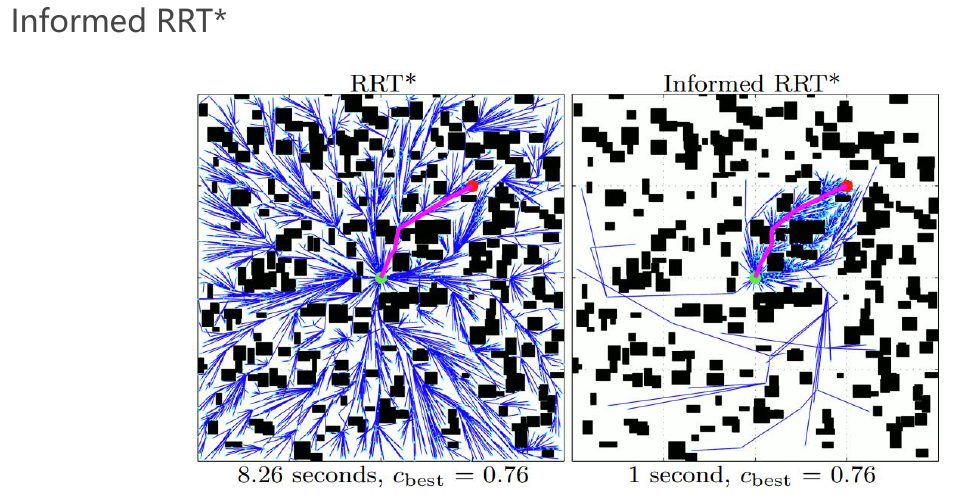 Informed RRT*
RRT*
Informed RRT*
8.26 seconds, c_best = 0.76
1 second, c_best = 0.76